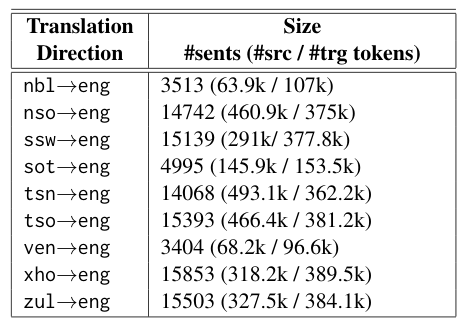 Translation Size
Direction #sents (#src / #trg tokens)
nbl→eng 3513 (63.9k / 107k)
nso→eng 14742 (460.9k / 375k)
ssw→eng 15139 (291k/ 377.8k)
sot→eng 4995 (145.9k / 153.5k)
tsn→eng 14068 (493.1k / 362.2k)
tso→eng 15393 (466.4k / 381.2k)
ven→eng 3404 (68.2k / 96.6k)
xho→eng 15853 (318.2k / 389.5k)
zul→eng 15503 (327.5k / 384.1k)